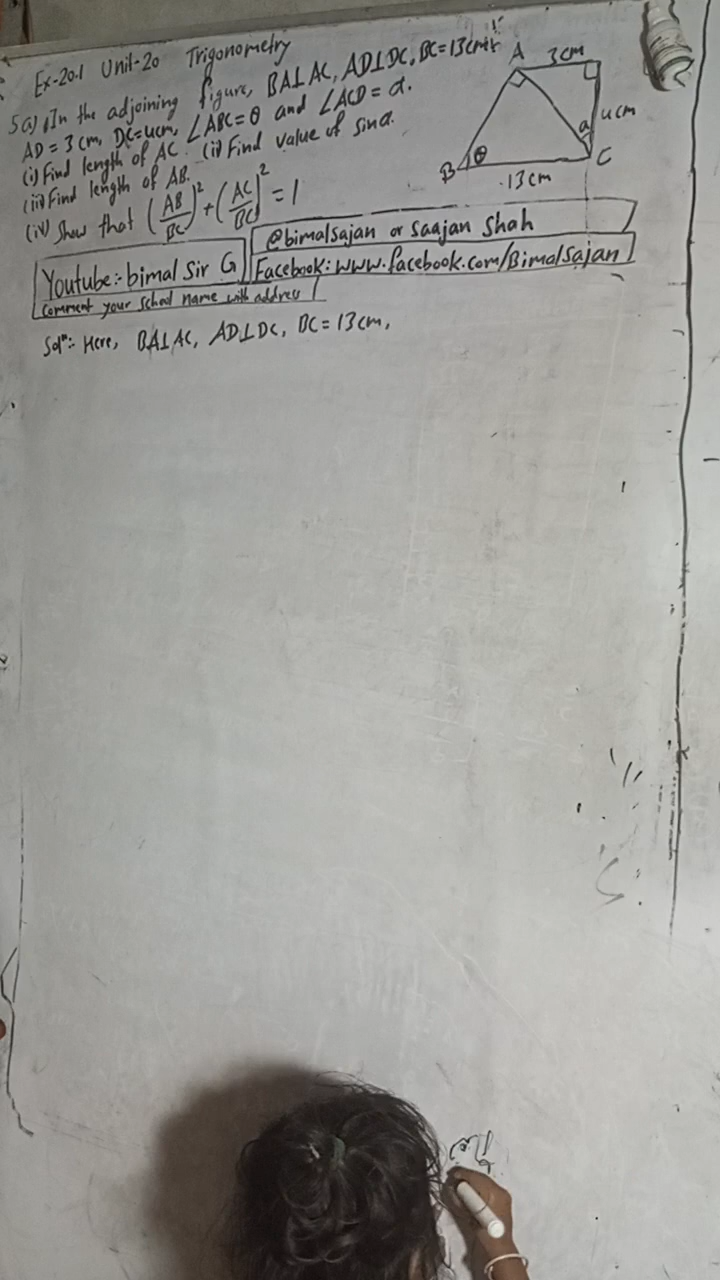 Ex-20.1 Unit-20 Trigonometry
5a) In the adjoining figure, BA⊥AC, AD⊥DC, BC=13cm,
AD = 3 cm, DC=4cm, ∠ABC=θ and ∠ACD = α.
(i) Find length of AC. (ii) Find value of sinα.
(iii) Find length of AB.
(iv) Show that (AB/BC)² + (AC/BC)² = 1
A 3cm
4cm
α
B θ C
13cm
@bimalsajan or Saajan Shah
Youtube:- bimal Sir G
Facebook: www.facebook.com/Bimalsajan
Comment your school name with address
Solⁿ:- Here, BA⊥AC, AD⊥DC, BC = 13cm,